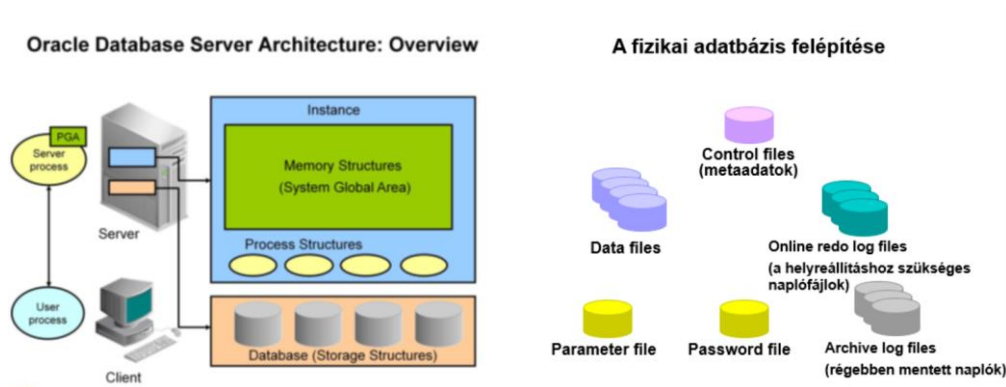 Oracle Database Server Architecture: Overview
Instance
PGA
Server
process
Memory Structures
(System Global Area)
Server
Process Structures
User
process
Database (Storage Structures)
Client
A fizikai adatbázis felépítése
Control files
(metaadatok)
Data files
Online redo log files
(a helyreállításhoz szükséges
naplófájlok)
Parameter file
Password file
Archive log files
(régebben mentett naplók)